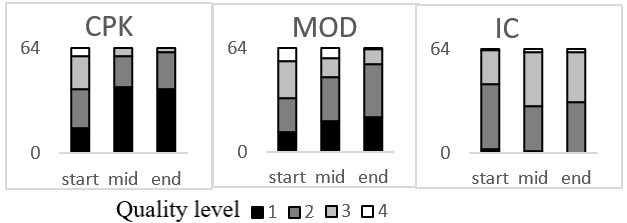 CPK MOD IC
64 64 64
0 0 0
start mid end start mid end start mid end
Quality level 1 2 3 4